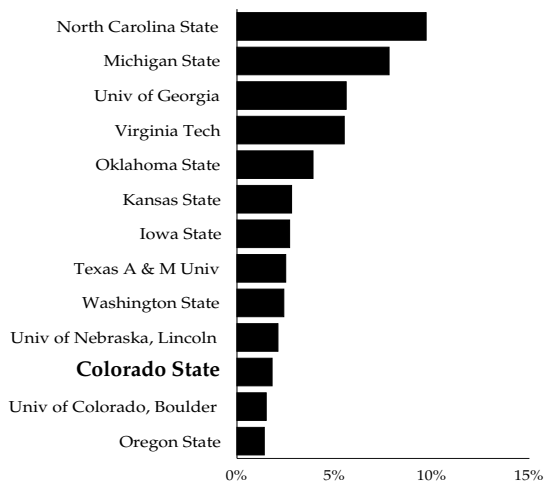 North Carolina State
Michigan State
Univ of Georgia
Virginia Tech
Oklahoma State
Kansas State
Iowa State
Texas A & M Univ
Washington State
Univ of Nebraska, Lincoln
Colorado State
Univ of Colorado, Boulder
Oregon State
0% 5% 10% 15%